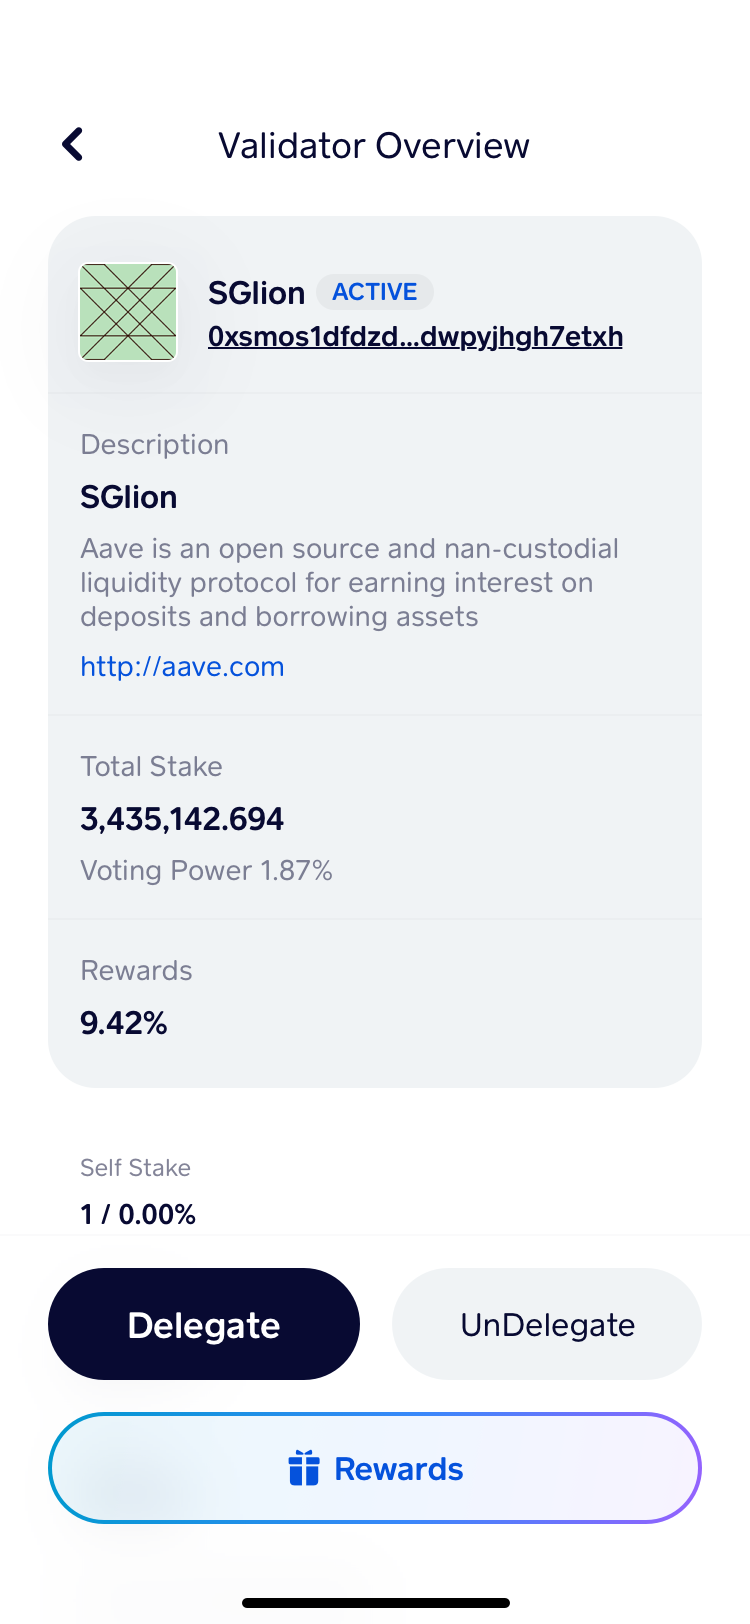 Validator Overview
SGlion ACTIVE
0xsmos1dfdzd...dwpyjhgh7etxh
Description
SGlion
Aave is an open source and nan-custodial
liquidity protocol for earning interest on
deposits and borrowing assets
http://aave.com
Total Stake
3,435,142.694
Voting Power 1.87%
Rewards
9.42%
Self Stake
1 / 0.00%
Delegate
UnDelegate
Rewards